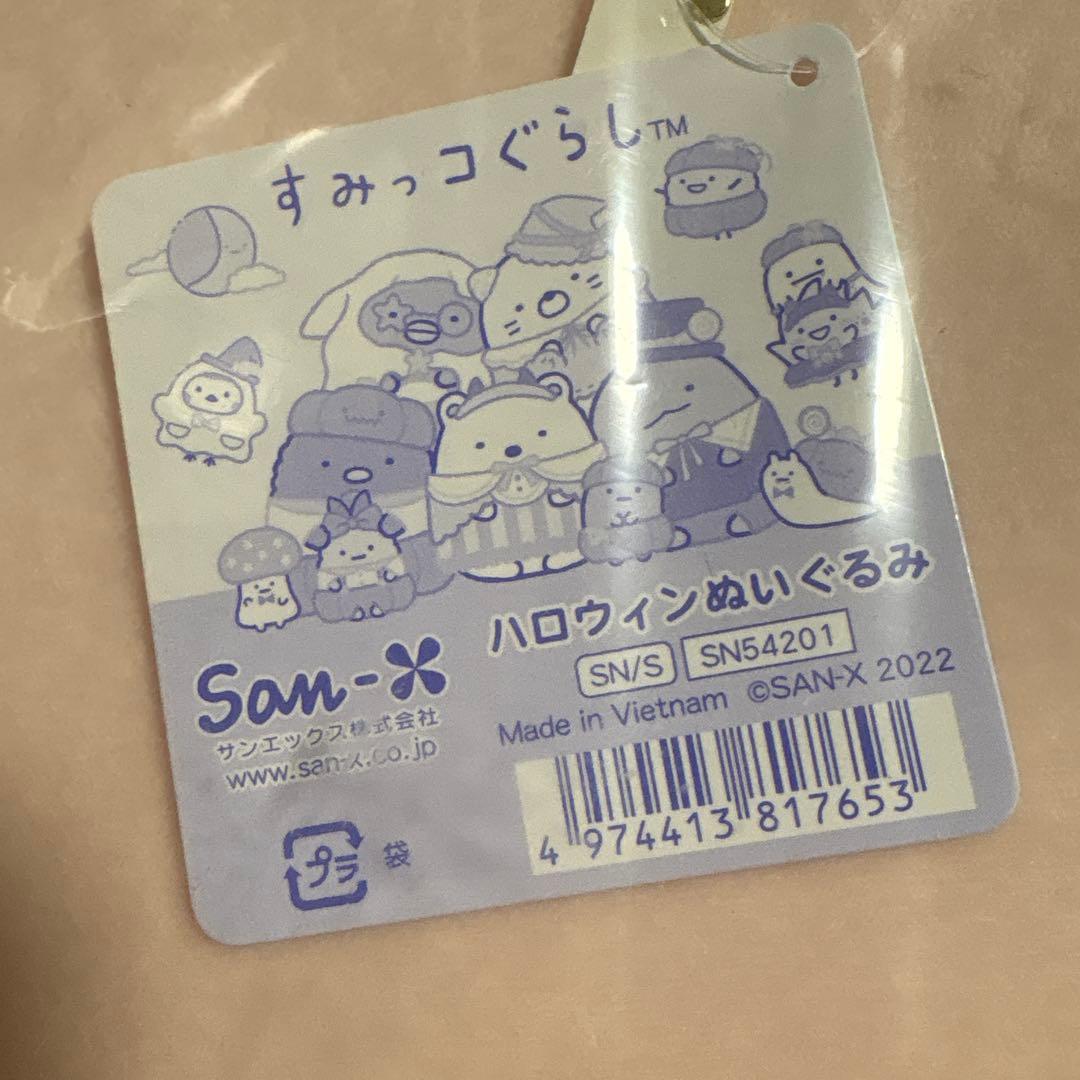 すみっコぐらし™
ハロウィンぬいぐるみ
SN/S SN54201
Made in Vietnam ©SAN-X 2022
San-X
サンエックス株式会社
www.san-x.co.jp
プラ 袋
4 974413 817653